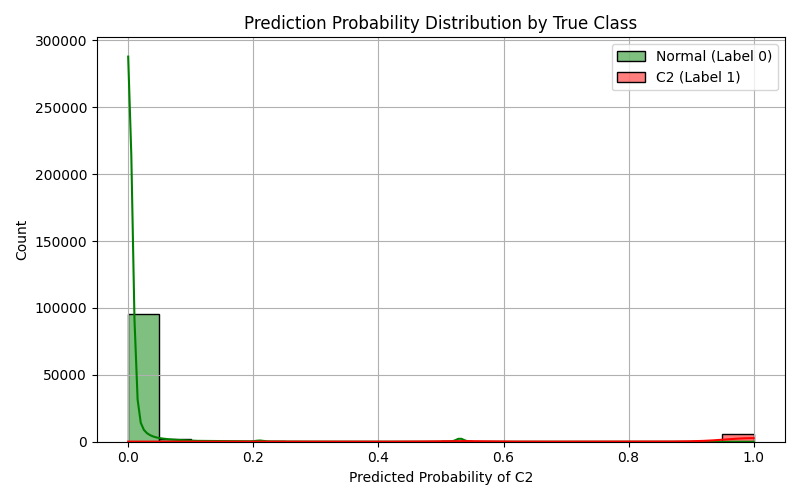 Prediction Probability Distribution by True Class
300000
250000
200000
150000
100000
50000
0
Count
Normal (Label 0)
C2 (Label 1)
0.0 0.2 0.4 0.6 0.8 1.0
Predicted Probability of C2